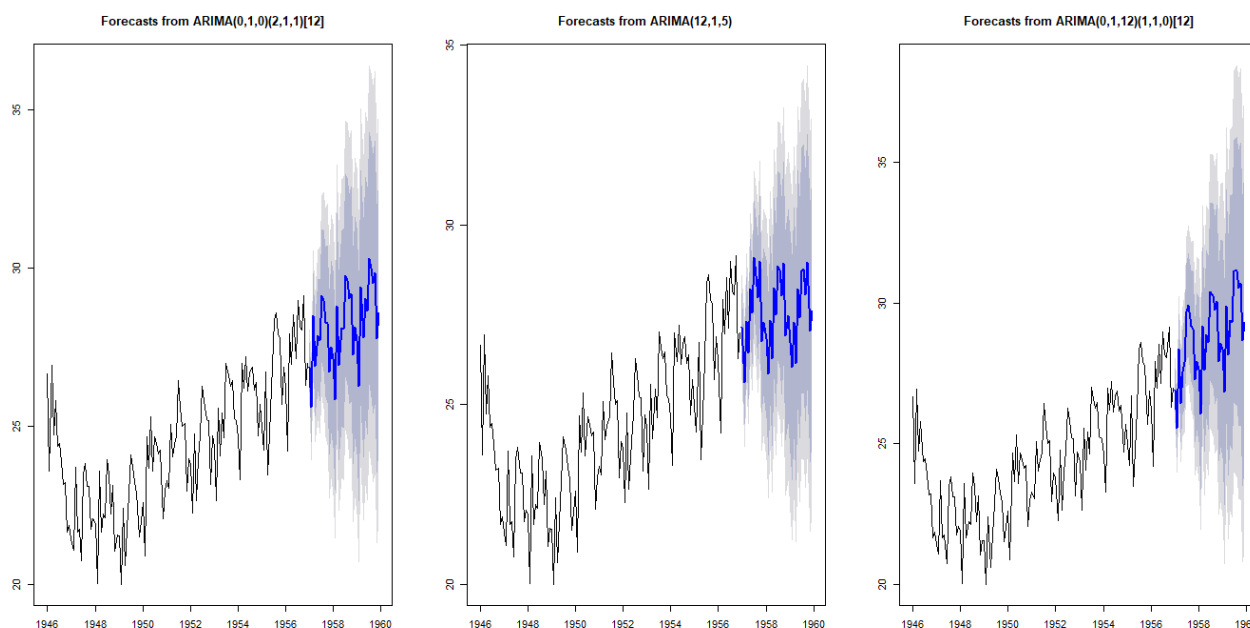 Forecasts from ARIMA(0,1,0)(2,1,1)[12]
35
30
25
20
1946 1948 1950 1952 1954 1956 1958 1960
Forecasts from ARIMA(12,1,5)
35
30
25
20
1946 1948 1950 1952 1954 1956 1958 1960
Forecasts from ARIMA(0,1,12)(1,1,0)[12]
35
30
25
20
1946 1948 1950 1952 1954 1956 1958